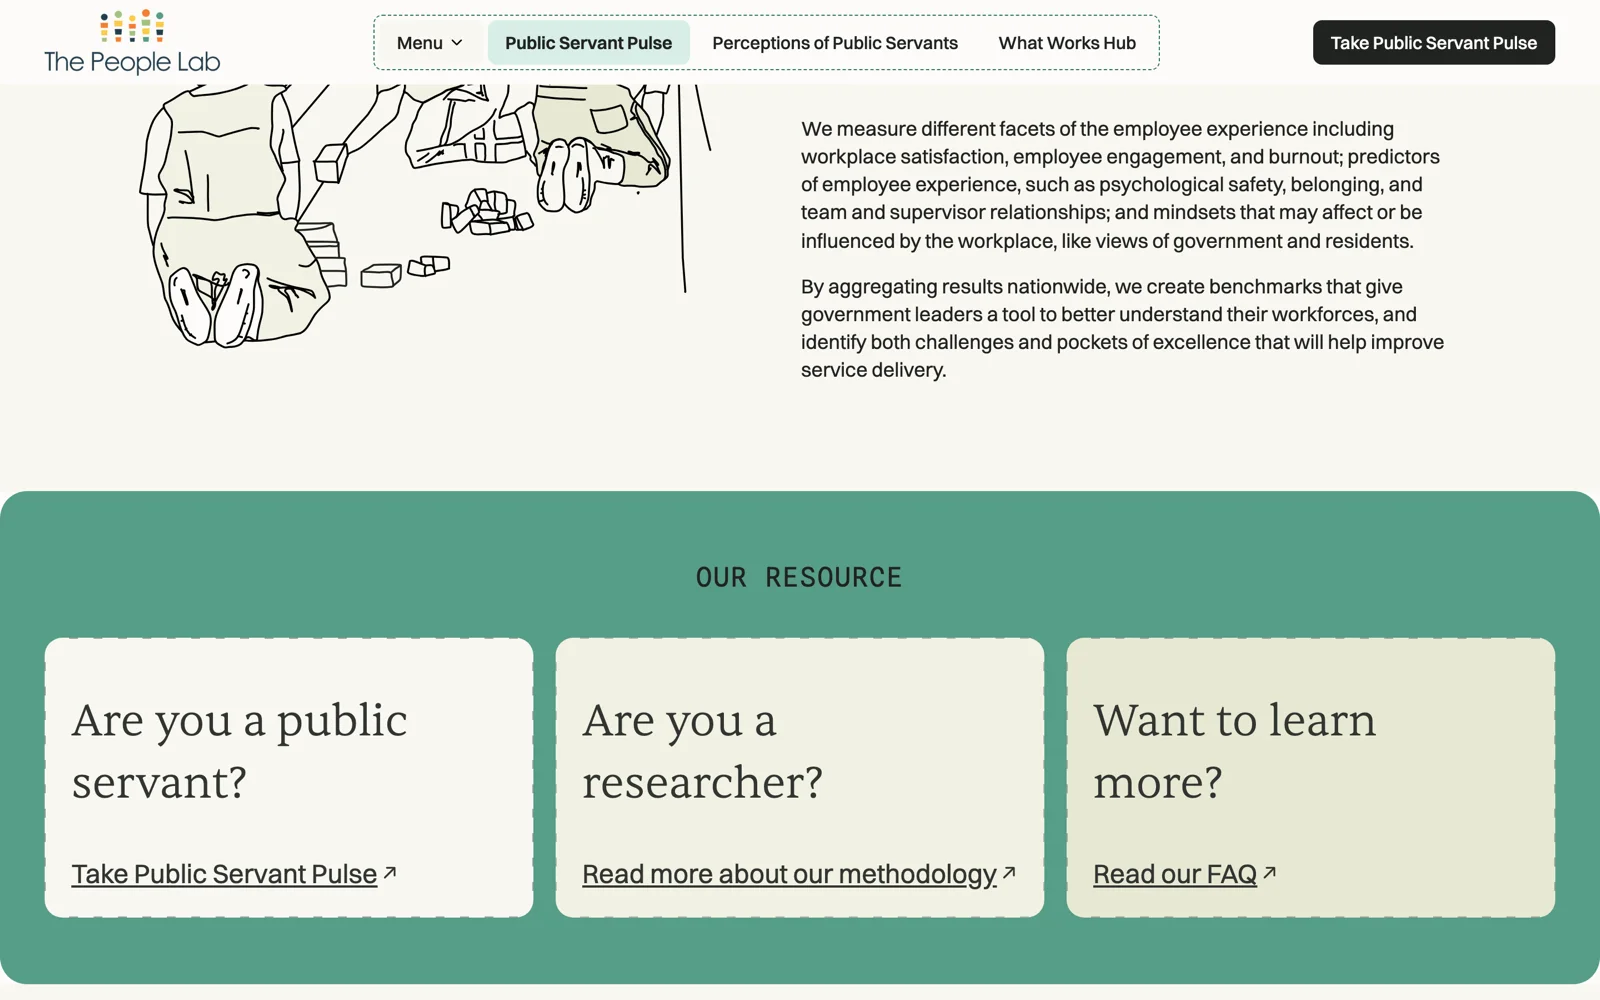 The People Lab
Menu
Public Servant Pulse
Perceptions of Public Servants
What Works Hub
Take Public Servant Pulse
We measure different facets of the employee experience including
workplace satisfaction, employee engagement, and burnout; predictors
of employee experience, such as psychological safety, belonging, and
team and supervisor relationships; and mindsets that may affect or be
influenced by the workplace, like views of government and residents.
By aggregating results nationwide, we create benchmarks that give
government leaders a tool to better understand their workforces, and
identify both challenges and pockets of excellence that will help improve
service delivery.
OUR RESOURCE
Are you a public
servant?
Take Public Servant Pulse
Are you a
researcher?
Read more about our methodology
Want to learn
more?
Read our FAQ